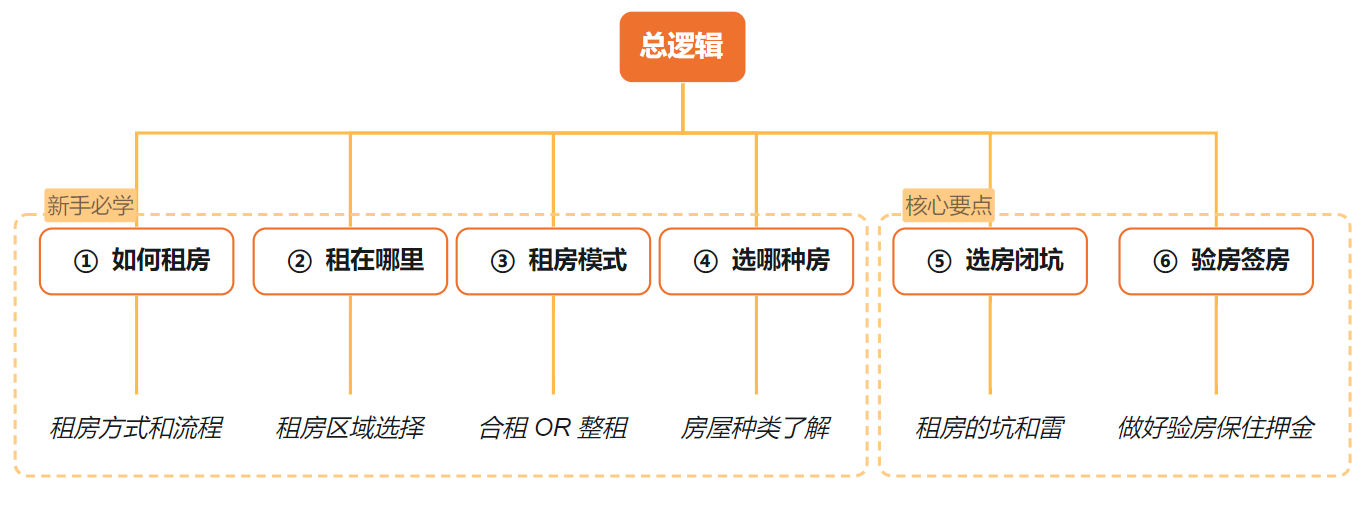 总逻辑
新手必学
核心要点
① 如何租房
② 租在哪里
③ 租房模式
④ 选哪种房
⑤ 选房闭坑
⑥ 验房签房
租房方式和流程
租房区域选择
合租 OR 整租
房屋种类了解
租房的坑和雷
做好验房保住押金